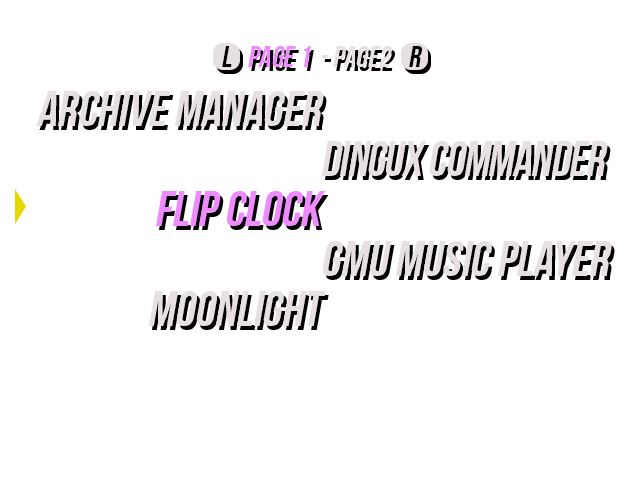 L PAGE 1 - PAGE2 R
ARCHIVE MANAGER
DINGUX COMMANDER
FLIP CLOCK
GMU MUSIC PLAYER
MOONLIGHT